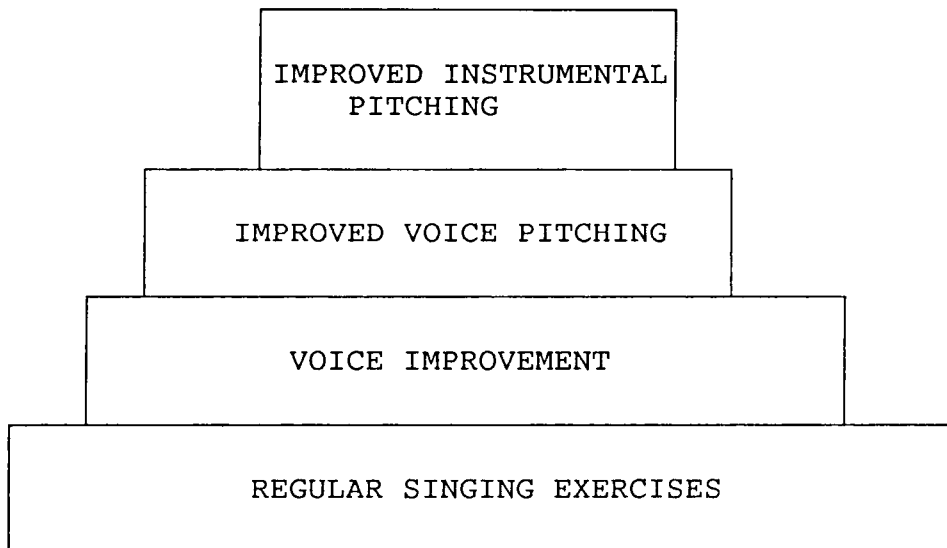 IMPROVED INSTRUMENTAL
PITCHING
IMPROVED VOICE PITCHING
VOICE IMPROVEMENT
REGULAR SINGING EXERCISES